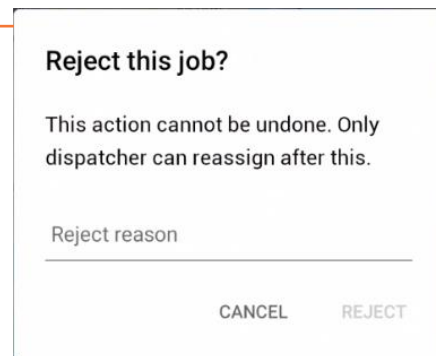 Reject this job?
This action cannot be undone. Only
dispatcher can reassign after this.
Reject reason
CANCEL REJECT